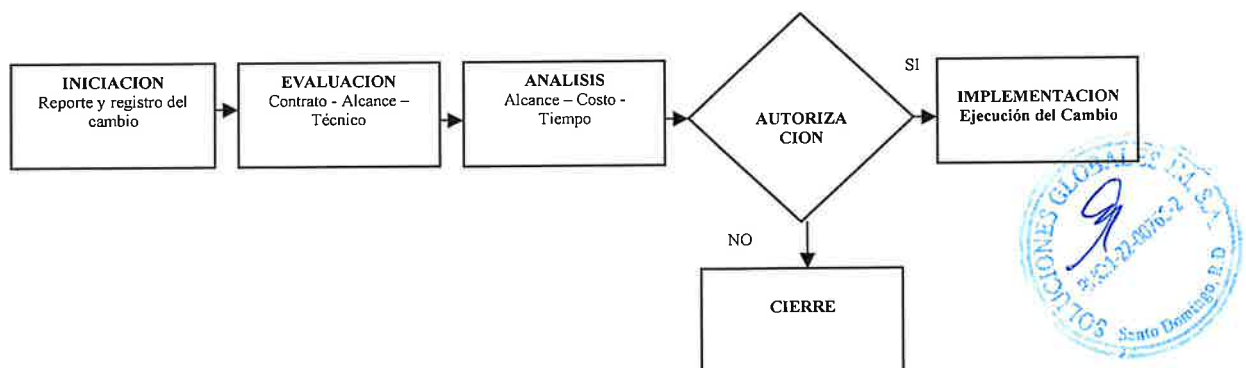 INICIACION
Reporte y registro del
cambio
EVALUACION
Contrato - Alcance –
Técnico
ANALISIS
Alcance – Costo -
Tiempo
AUTORIZA
CION
SI
IMPLEMENTACION
Ejecución del Cambio
NO
CIERRE
SOLUCIONES GLOBALES
S.A.
Santo Domingo, R.D